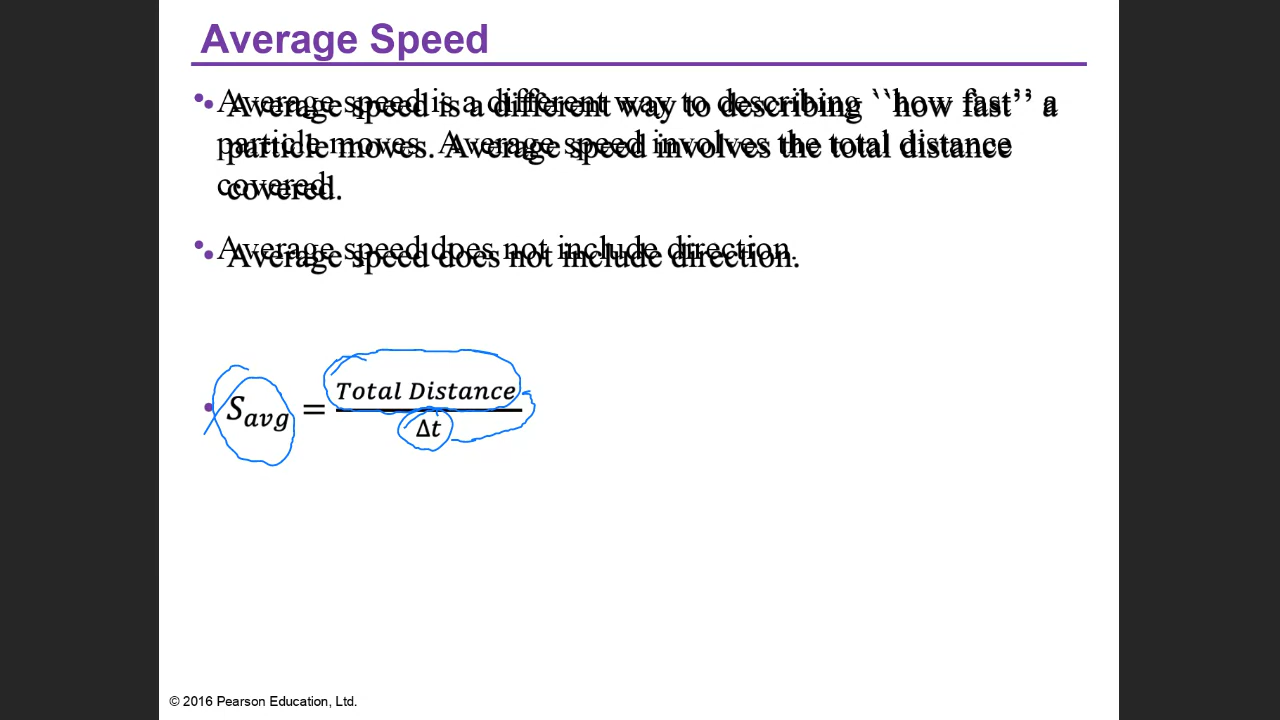 Average Speed
• Average speed is a different way to describing ``how fast’’ a
particle moves. Average speed involves the total distance
covered.
• Average speed does not include direction.
• S_avg = Total Distance / Δt
© 2016 Pearson Education, Ltd.